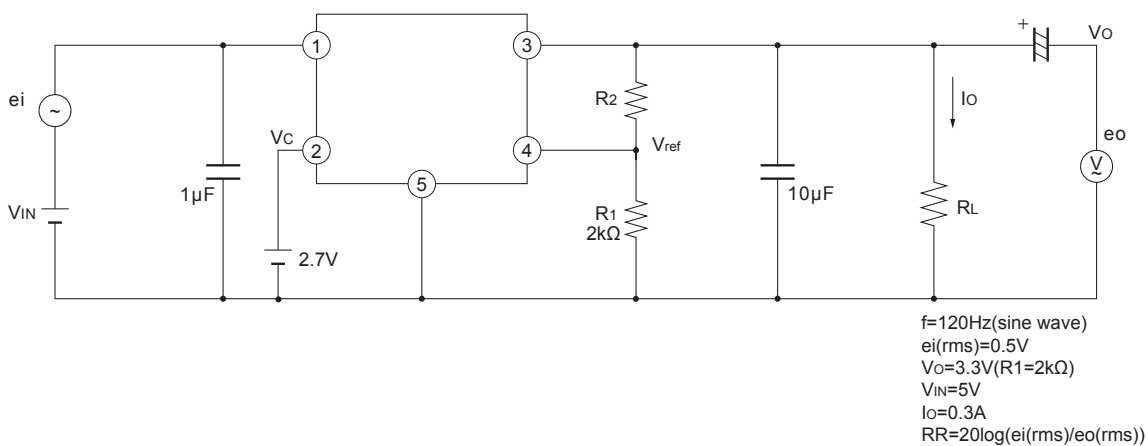 1
3
+
VO
ei
~
R2
IO
VC
2
4
Vref
eo
V
~
1µF
5
10µF
VIN
R1
2kΩ
RL
2.7V
f=120Hz(sine wave)
ei(rms)=0.5V
VO=3.3V(R1=2kΩ)
VIN=5V
IO=0.3A
RR=20log(ei(rms)/eo(rms))